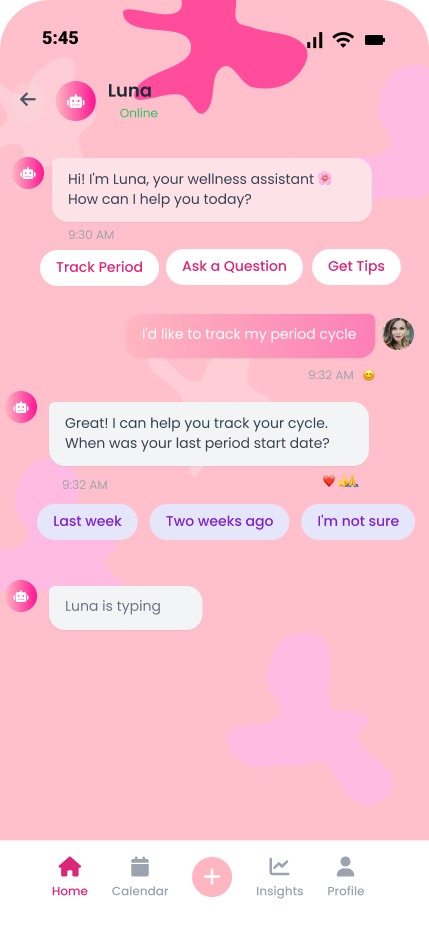 5:45
Luna
Online
Hi! I'm Luna, your wellness assistant 🌸
How can I help you today?
9:30 AM
Track Period
Ask a Question
Get Tips
I'd like to track my period cycle
9:32 AM 😊
Great! I can help you track your cycle.
When was your last period start date?
9:32 AM
❤️🙏
Last week
Two weeks ago
I'm not sure
Luna is typing
Home
Calendar
Insights
Profile